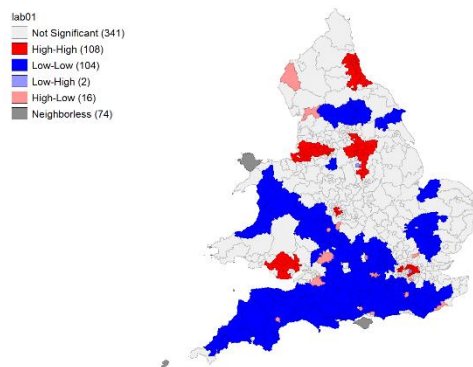 lab01
Not Significant (341)
High-High (108)
Low-Low (104)
Low-High (2)
High-Low (16)
Neighborless (74)